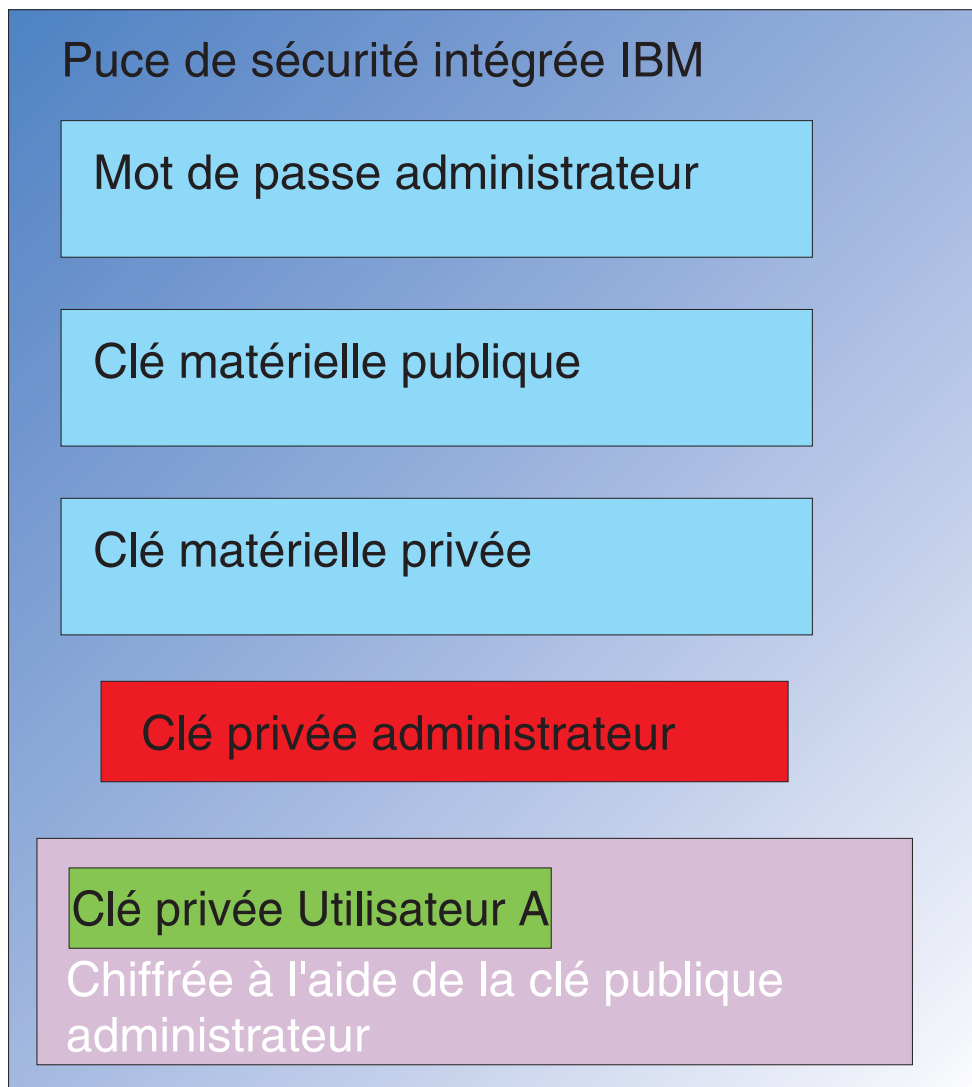 Puce de sécurité intégrée IBM
Mot de passe administrateur
Clé matérielle publique
Clé matérielle privée
Clé privée administrateur
Clé privée Utilisateur A
Chiffrée à l'aide de la clé publique
administrateur